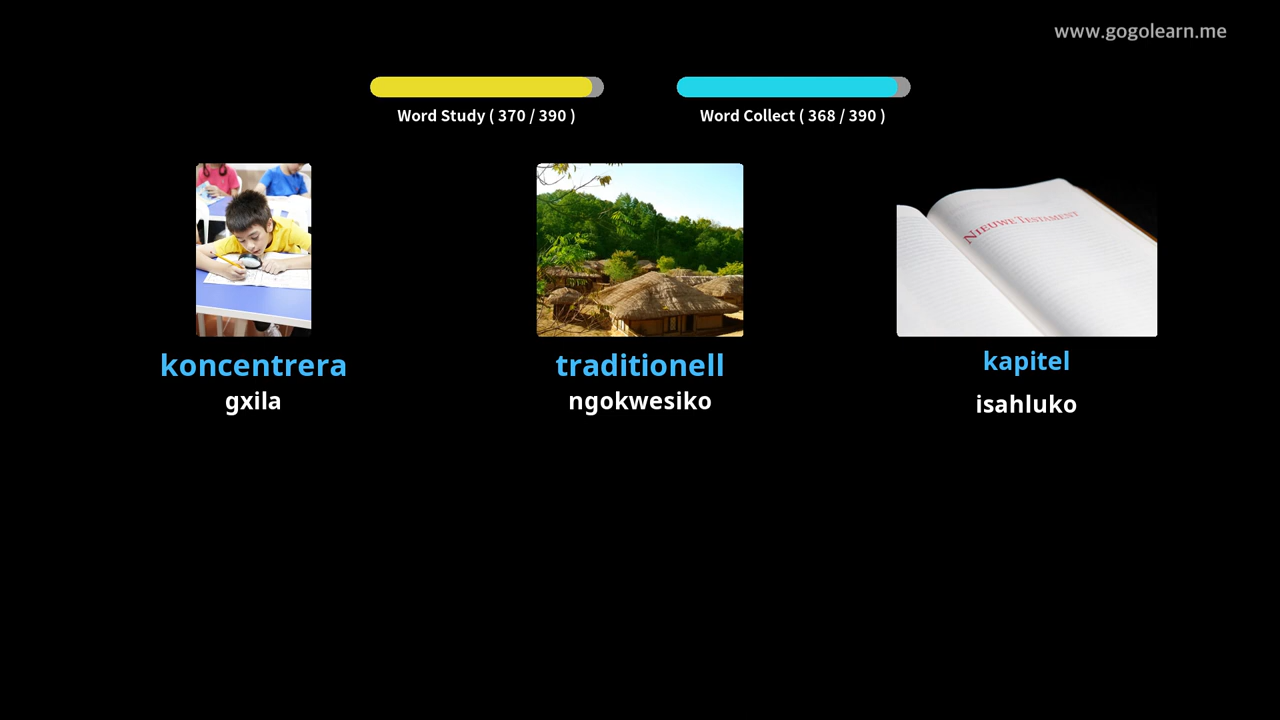 www.gogolearn.me
Word Study ( 370 / 390 )
Word Collect ( 368 / 390 )
NIEUWE TESTAMENT
koncentrera
gxila
traditionell
ngokwesiko
kapitel
isahluko